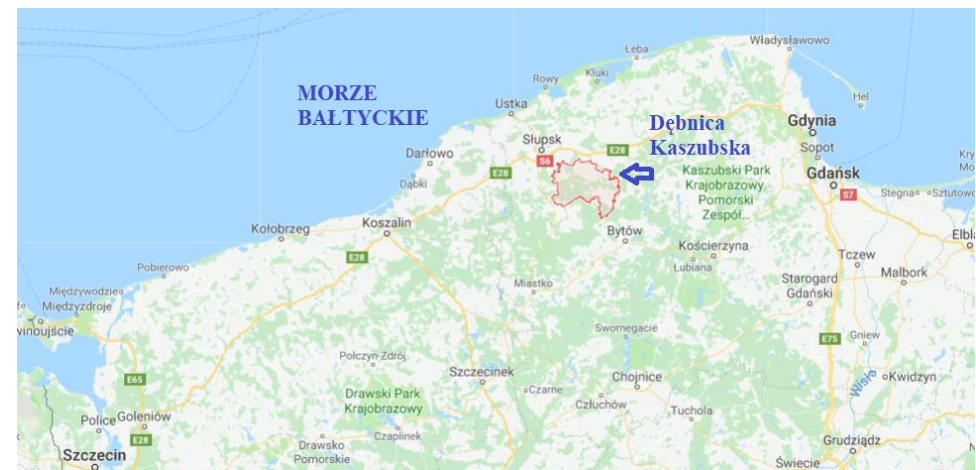 Władysławowo
Łeba
Kluki
Rowy
Hel
MORZE
BAŁTYCKIE
Ustka
Dębnica
Kaszubska
Gdynia
Słupsk
E28
Sopot
Kry
Mo
Darłowo
S6
E28
Kaszubski Park
Krajobrazowy.
Pomorski
Zespół...
Gdańsk
Dąbki
S7
Stegna
Sztutowo
Kołobrzeg
Koszalin
Bytów
Elbl
E28
Kościerzyna
Lubiana
Tczew
Pobierowo
Malbork
Międzywodzie
Międzyzdroje
winoujście
Miastko
Starogard
Gdański
Swornegacie
E75
Gniew
Połczyn-Zdrój
Szczecinek
Chojnice
Wisła
Kwidzyn
E65
Drawski Park
Krajobrazowy
Czarne
Człuchów
Tuchola
Police
Goleniów
E28
Czaplinek
Drawsko
Pomorskie
Szczecin
Grudziądz
Świecie